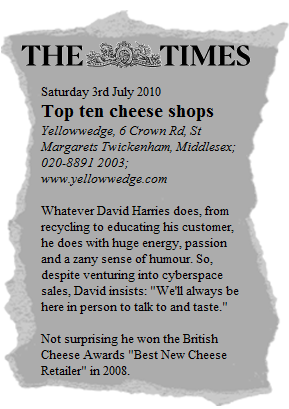 THE TIMES
Saturday 3rd July 2010
Top ten cheese shops
Yellowwedge, 6 Crown Rd, St
Margarets Twickenham, Middlesex;
020-8891 2003;
www.yellowwedge.com
Whatever David Harries does, from
recycling to educating his customer,
he does with huge energy, passion
and a zany sense of humour. So,
despite venturing into cyberspace
sales, David insists: "We'll always be
here in person to talk to and taste."
Not surprising he won the British
Cheese Awards "Best New Cheese
Retailer" in 2008.